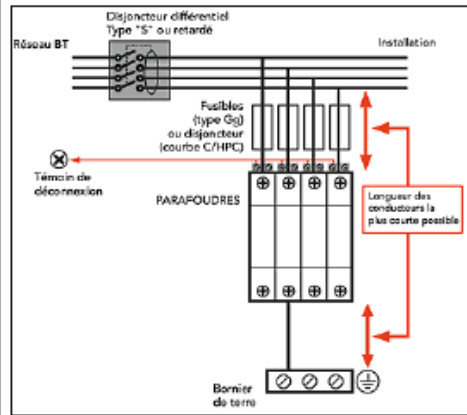 Disjoncteur différentiel
Type "S" ou retardé
Réseau BT
Installation
Fusibles
(type Gg)
ou disjoncteur
(courbe C/HPC)
Témoin de
déconnexion
PARAFOUDRES
Longueur des
conducteurs la
plus courte possible
Bornier
de terre